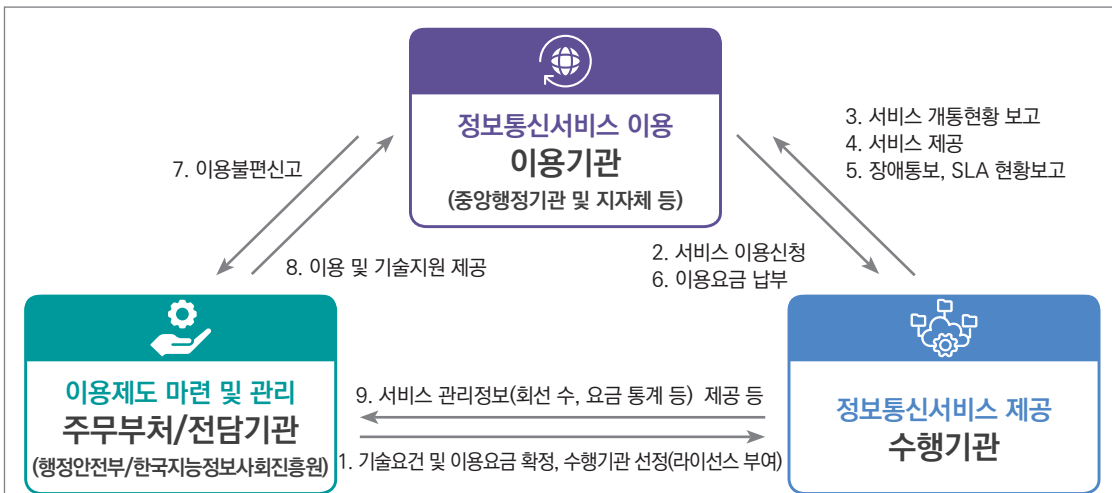 정보통신서비스 이용
이용기관
(중앙행정기관 및 지자체 등)
3. 서비스 개통현황 보고
4. 서비스 제공
5. 장애통보, SLA 현황보고
7. 이용불편신고
8. 이용 및 기술지원 제공
2. 서비스 이용신청
6. 이용요금 납부
이용제도 마련 및 관리
주무부처/전담기관
(행정안전부/한국지능정보사회진흥원)
9. 서비스 관리정보(회선 수, 요금 통계 등) 제공 등
1. 기술요건 및 이용요금 확정, 수행기관 선정(라이선스 부여)
정보통신서비스 제공
수행기관